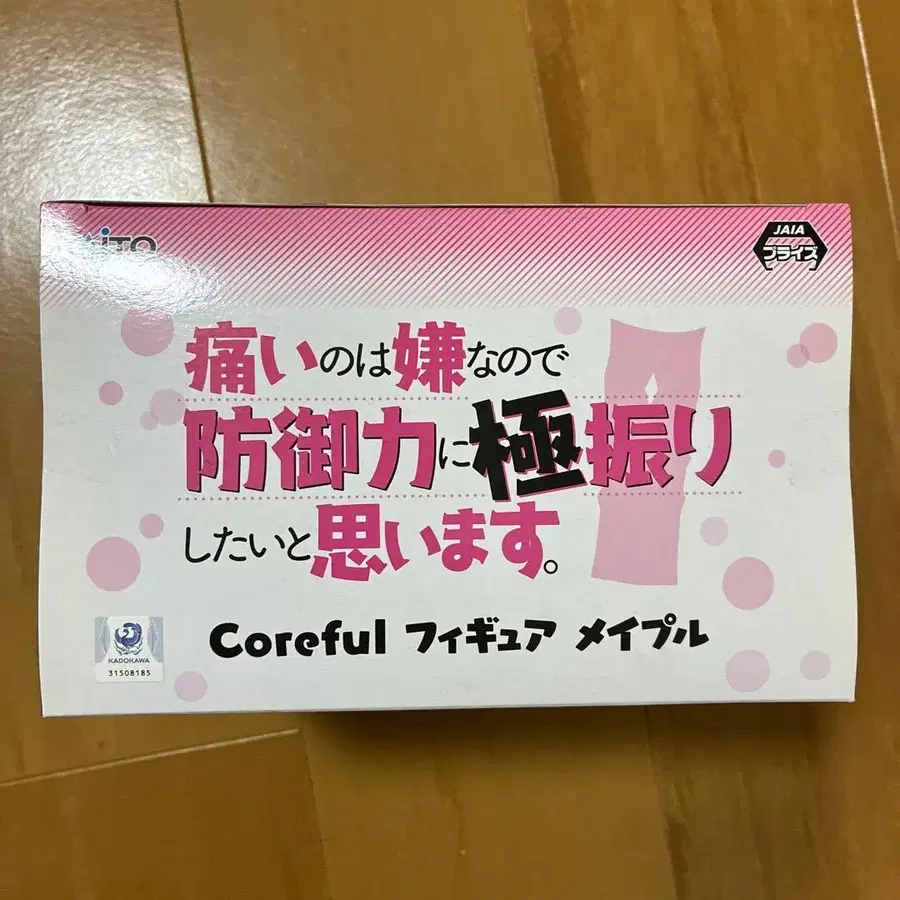 TAITO
JAIA
プライズ
痛いのは嫌なので
防御力に極振り
したいと思います。
Coreful フィギュア メイプル
KADOKAWA
31508185